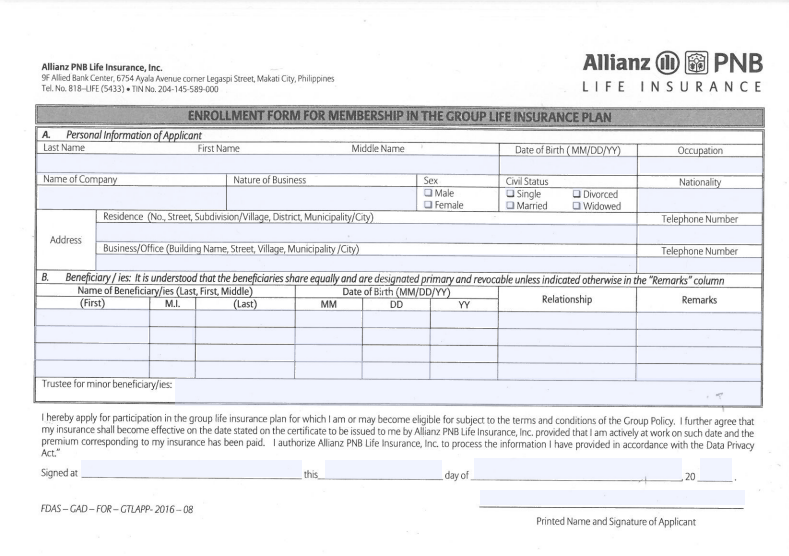 Allianz PNB Life Insurance, Inc.
9F Allied Bank Center, 6754 Ayala Avenue corner Legaspi Street, Makati City, Philippines
Tel. No. 818–LIFE (5433) • TIN No. 204-145-589-000
Allianz PNB
LIFE INSURANCE
ENROLLMENT FORM FOR MEMBERSHIP IN THE GROUP LIFE INSURANCE PLAN
A. Personal Information of Applicant
Last Name First Name Middle Name Date of Birth ( MM/DD/YY) Occupation
Name of Company Nature of Business Sex Civil Status Nationality
Male Single Divorced
Female Married Widowed
Address
Residence (No., Street, Subdivision/Village, District, Municipality/City) Telephone Number
Business/Office (Building Name, Street, Village, Municipality /City) Telephone Number
B. Beneficiary / ies: It is understood that the beneficiaries share equally and are designated primary and revocable unless indicated otherwise in the "Remarks" column
Name of Beneficiary/ies (Last, First, Middle) Date of Birth (MM/DD/YY) Relationship Remarks
(First) M.I. (Last) MM DD YY
Trustee for minor beneficiary/ies:
I hereby apply for participation in the group life insurance plan for which I am or may become eligible for subject to the terms and conditions of the Group Policy. I further agree that
my insurance shall become effective on the date stated on the certificate to be issued to me by Allianz PNB Life Insurance, Inc. provided that I am actively at work on such date and the
premium corresponding to my insurance has been paid. I authorize Allianz PNB Life Insurance, Inc. to process the information I have provided in accordance with the Data Privacy
Act."
Signed at this day of , 20 .
FDAS – GAD – FOR – GTLAPP- 2016 – 08
Printed Name and Signature of Applicant